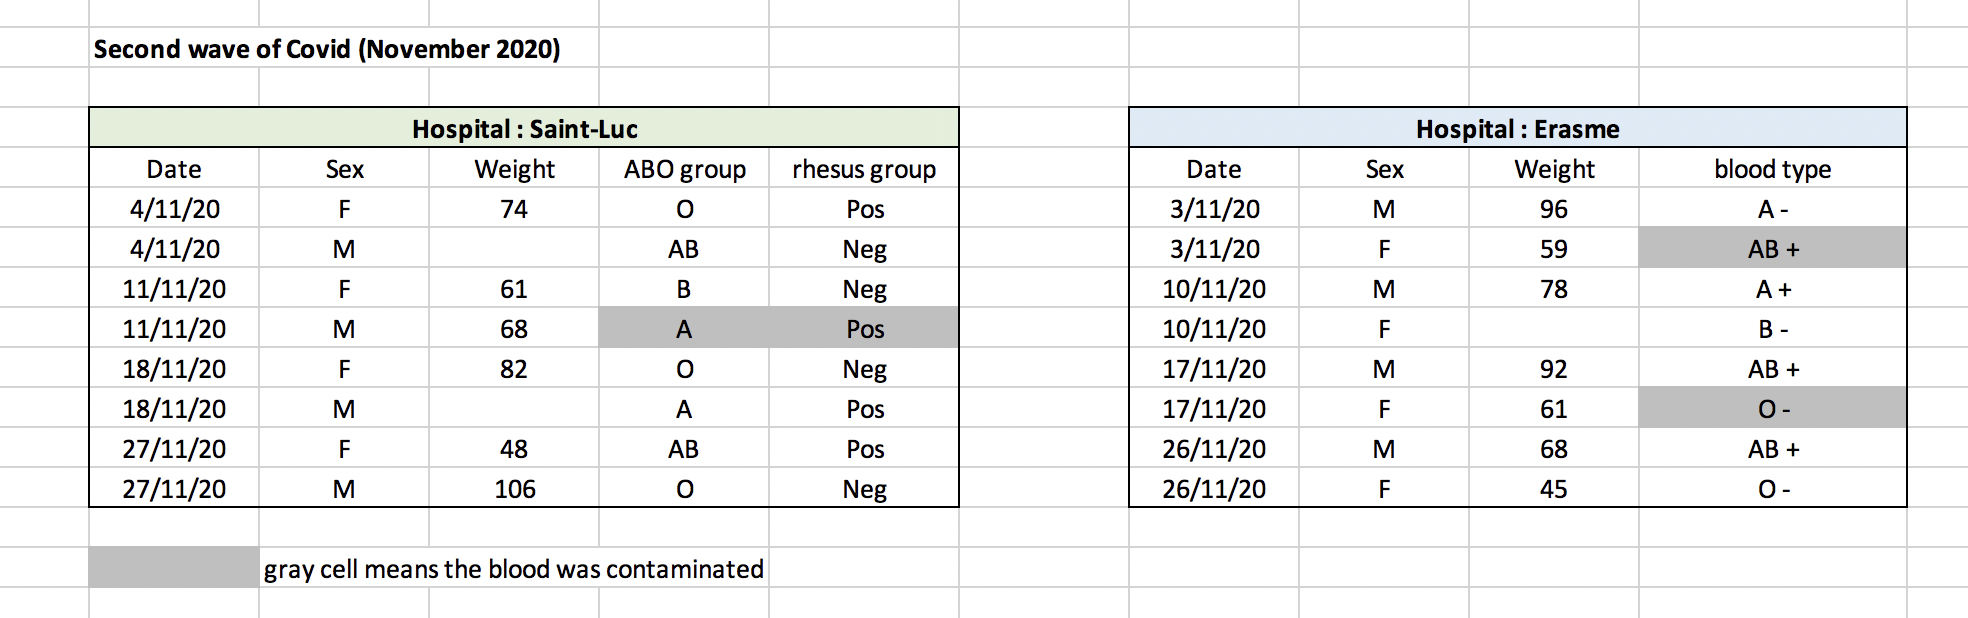 Second wave of Covid (November 2020)
Hospital : Saint-Luc
Date Sex Weight ABO group rhesus group
4/11/20 F 74 O Pos
4/11/20 M AB Neg
11/11/20 F 61 B Neg
11/11/20 M 68 A Pos
18/11/20 F 82 O Neg
18/11/20 M A Pos
27/11/20 F 48 AB Pos
27/11/20 M 106 O Neg
Hospital : Erasme
Date Sex Weight blood type
3/11/20 M 96 A -
3/11/20 F 59 AB +
10/11/20 M 78 A +
10/11/20 F B -
17/11/20 M 92 AB +
17/11/20 F 61 O -
26/11/20 M 68 AB +
26/11/20 F 45 O -
gray cell means the blood was contaminated